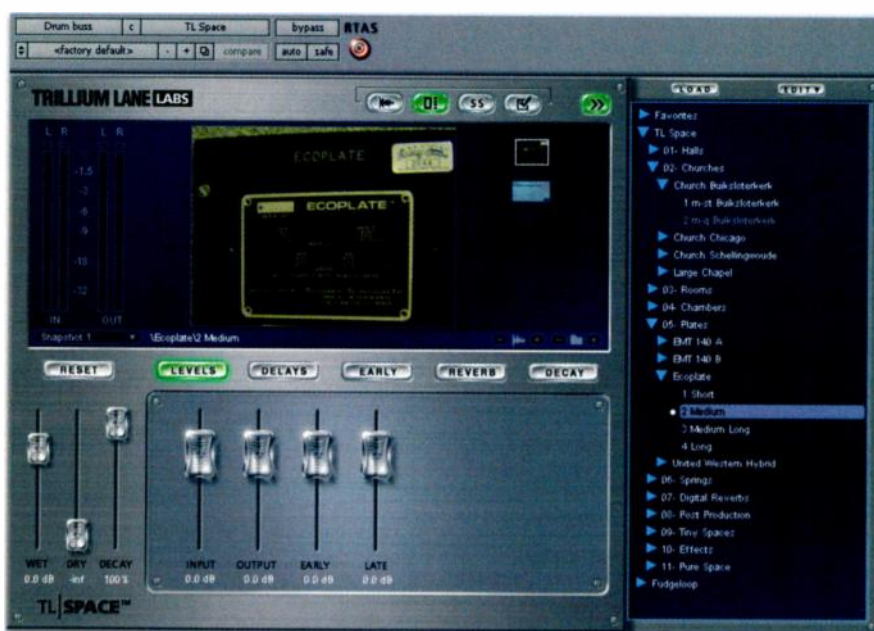 Drum buss c TL Space bypass RTAS
<factory default> - + compare auto safe
TRILLIUM LANE LABS
SS
L R L R
-1.5
-3
-6
-9
-18
-32
IN OUT
ECOPLATE
ECOPLATE
Snapshot 1 \Ecoplate\2 Medium
RESET LEVELS DELAYS EARLY REVERB DECAY
WET DRY DECAY INPUT OUTPUT EARLY LATE
0.0 dB -inf 100% 0.0 dB 0.0 dB 0.0 dB 0.0 dB
TL SPACE™
LOAD EDIT
Favorites
TL Space
01- Halls
02- Churches
Church Buiksloterkerk
1 m-st Buiksloterkerk
2 m-q Buiksloterkerk
Church Chicago
Church Schellingwoude
Large Chapel
03- Rooms
04- Chambers
05- Plates
EMT 140 A
EMT 140 B
Ecoplate
1 Short
2 Medium
3 Medium Long
4 Long
United Western Hybrid
06- Springs
07- Digital Reverbs
08- Post Production
09- Tiny Spaces
10- Effects
11- Pure Space
Fudgeloop